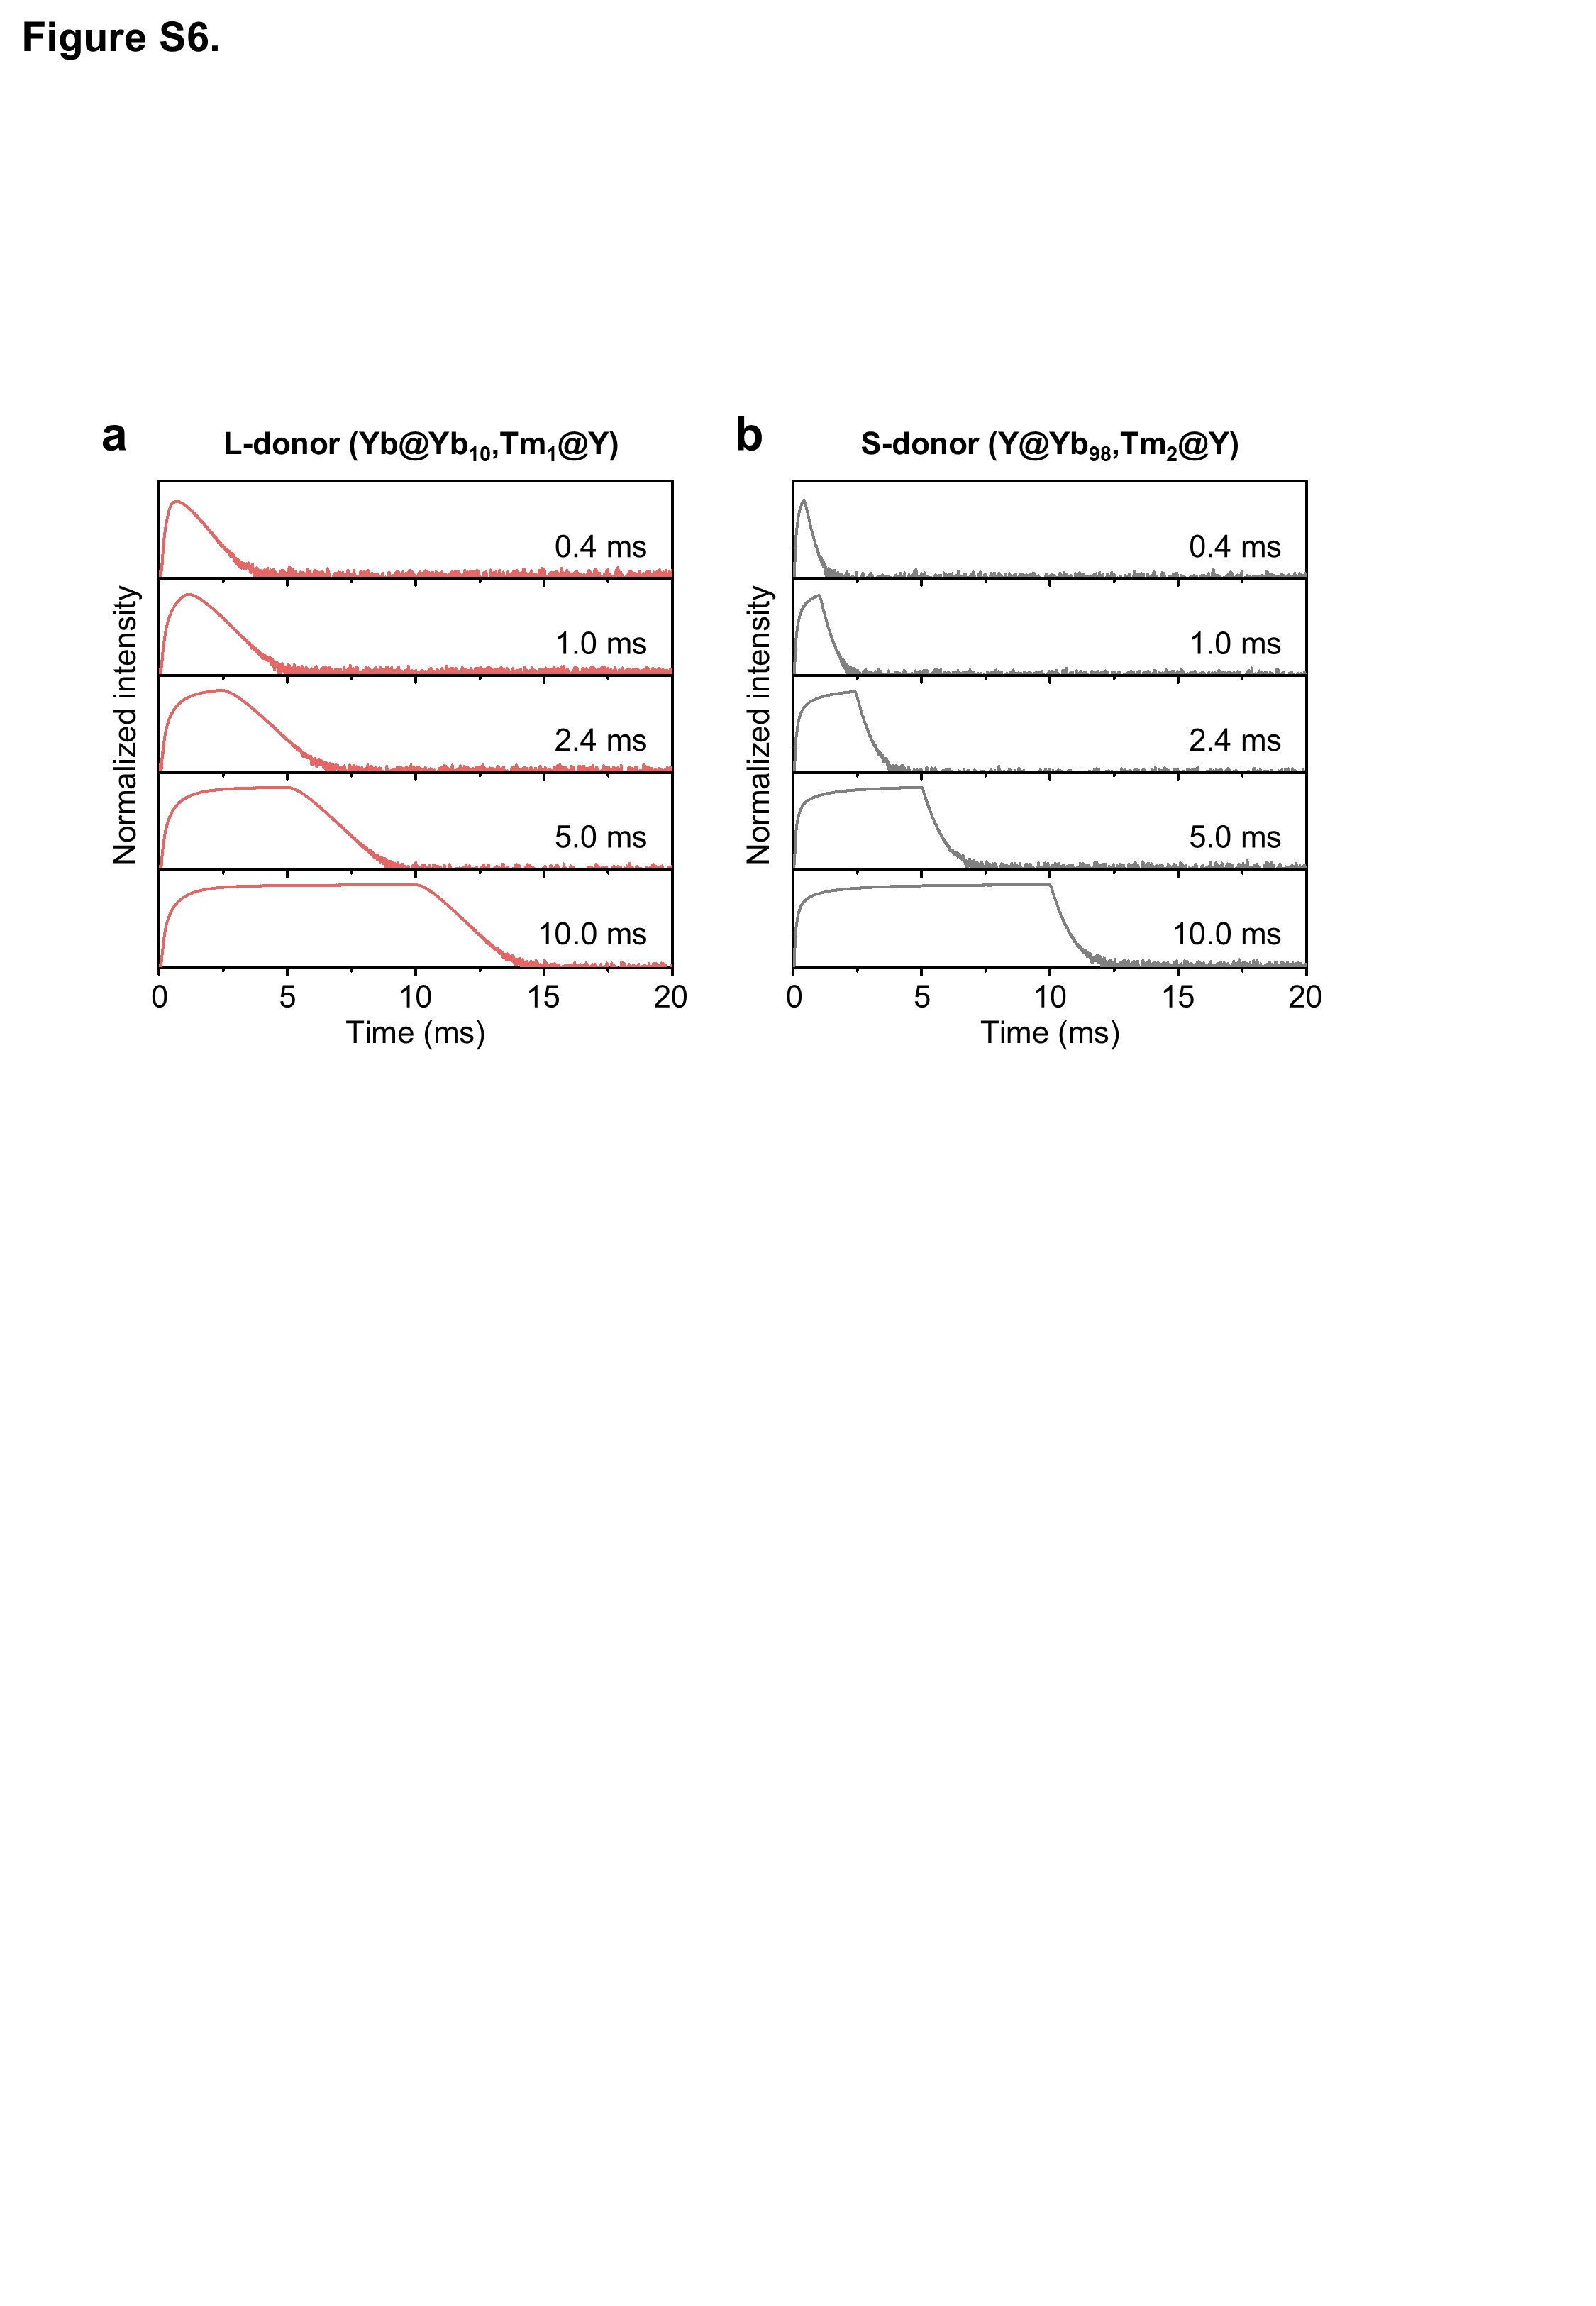 Figure S6.
a
L-donor (Yb@Yb₁₀,Tm₁@Y)
Normalized intensity
0.4 ms
1.0 ms
2.4 ms
5.0 ms
10.0 ms
0 5 10 15 20
Time (ms)
b
S-donor (Y@Yb₉₈,Tm₂@Y)
Normalized intensity
0.4 ms
1.0 ms
2.4 ms
5.0 ms
10.0 ms
0 5 10 15 20
Time (ms)